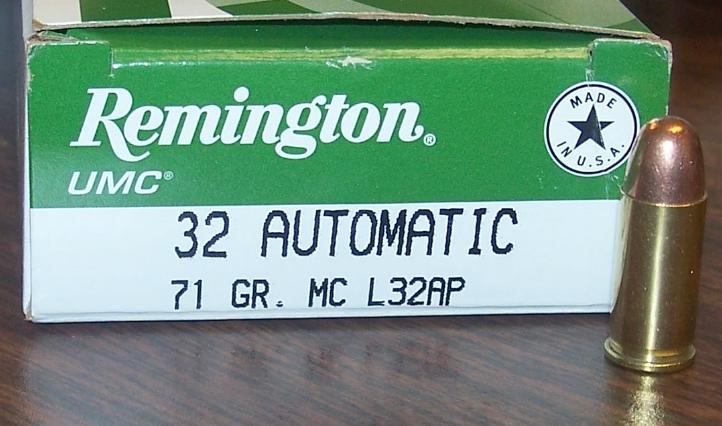 Remington®
UMC®
MADE
IN U.S.A.
32 AUTOMATIC
71 GR. MC L32AP